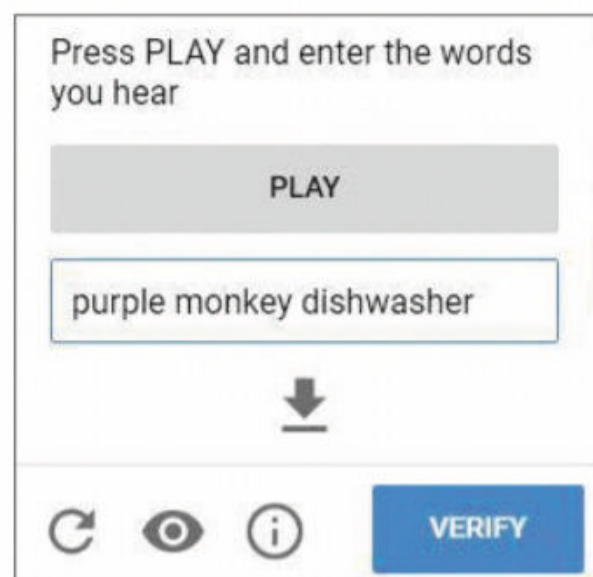 Press PLAY and enter the words
you hear
PLAY
purple monkey dishwasher
VERIFY